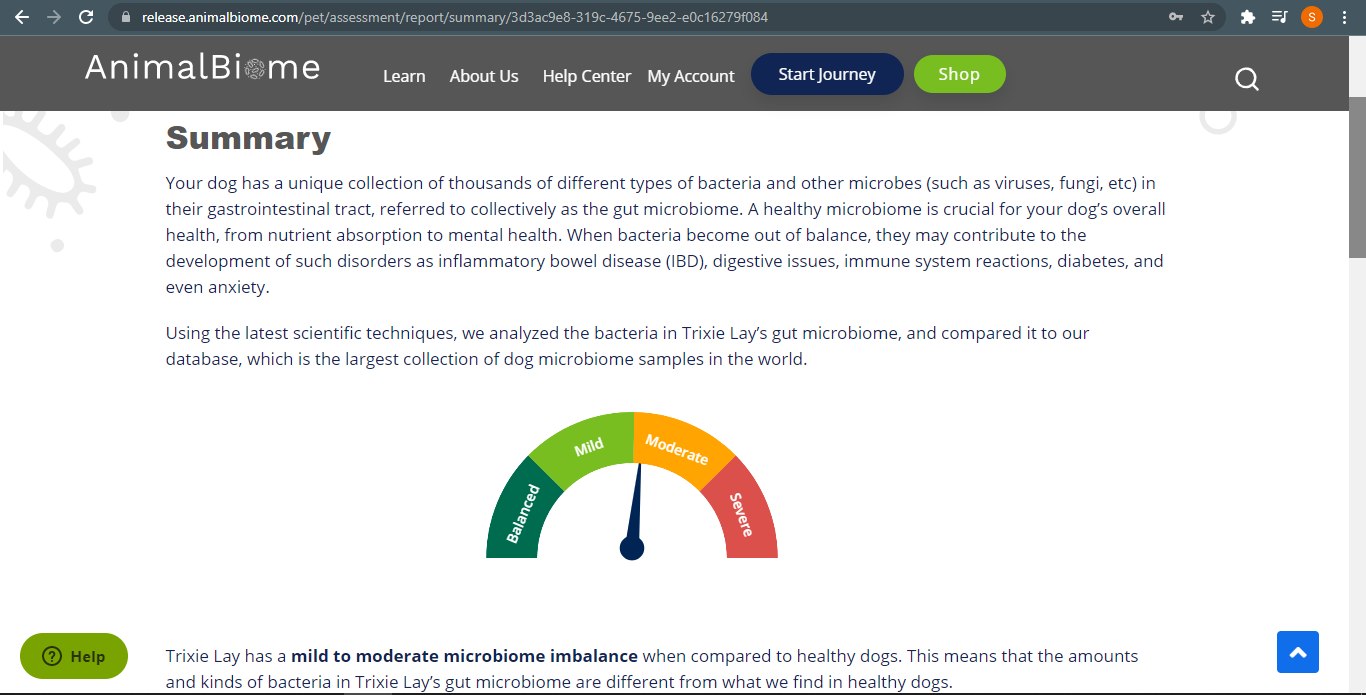 release.animalbiome.com/pet/assessment/report/summary/3d3ac9e8-319c-4675-9ee2-e0c16279f084
S
AnimalBiome
Learn
About Us
Help Center
My Account
Start Journey
Shop
Summary
Your dog has a unique collection of thousands of different types of bacteria and other microbes (such as viruses, fungi, etc) in
their gastrointestinal tract, referred to collectively as the gut microbiome. A healthy microbiome is crucial for your dog’s overall
health, from nutrient absorption to mental health. When bacteria become out of balance, they may contribute to the
development of such disorders as inflammatory bowel disease (IBD), digestive issues, immune system reactions, diabetes, and
even anxiety.
Using the latest scientific techniques, we analyzed the bacteria in Trixie Lay’s gut microbiome, and compared it to our
database, which is the largest collection of dog microbiome samples in the world.
Balanced
Mild
Moderate
Severe
Trixie Lay has a mild to moderate microbiome imbalance when compared to healthy dogs. This means that the amounts
and kinds of bacteria in Trixie Lay’s gut microbiome are different from what we find in healthy dogs.
? Help